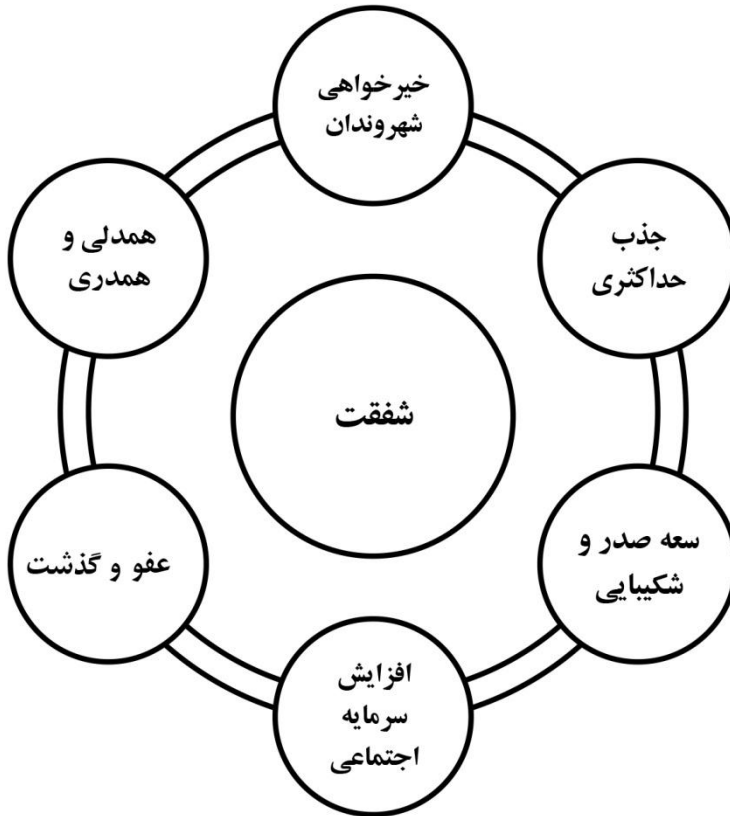 خیرخواهی
شهروندان
جذب
حداکثری
همدلی و
همدری
شفقت
سعه صدر و
شکیبایی
عفو و گذشت
افزایش
سرمایه
اجتماعی